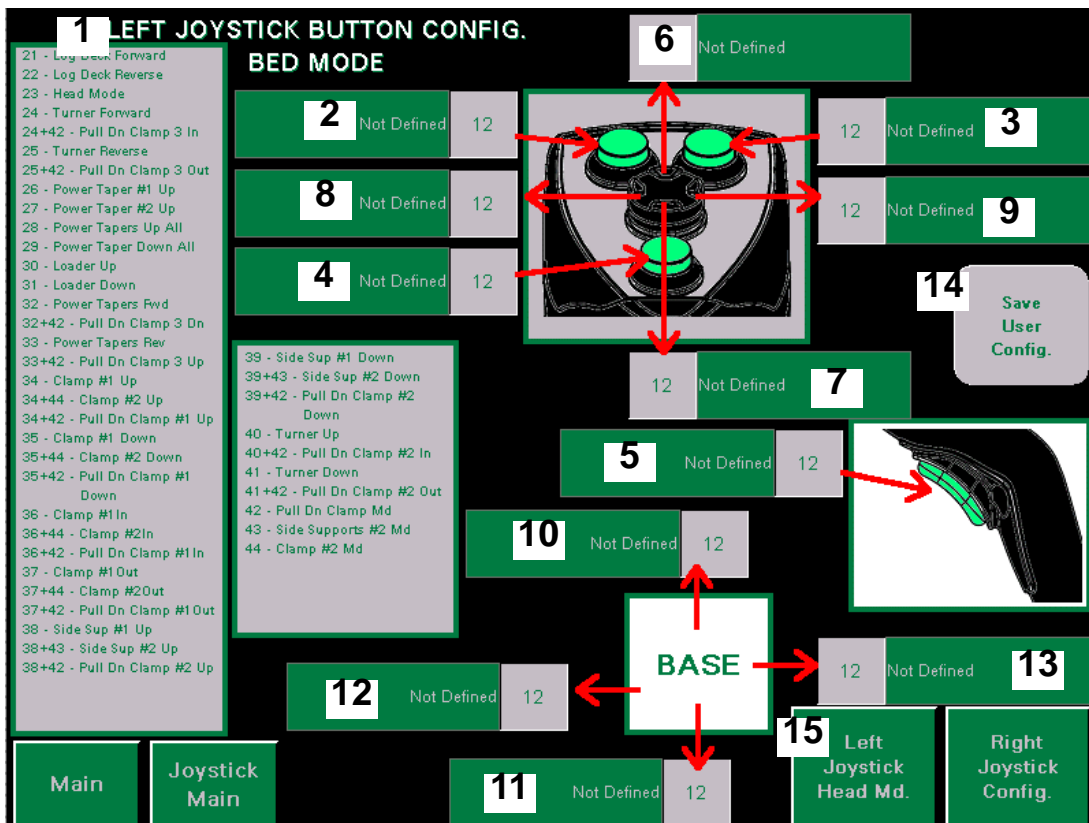 1 LEFT JOYSTICK BUTTON CONFIG.
BED MODE
21 - Log Deck Forward
22 - Log Deck Reverse
23 - Head Mode
24 - Turner Forward
24+42 - Pull Dn Clamp 3 In
25 - Turner Reverse
25+42 - Pull Dn Clamp 3 Out
26 - Power Taper #1 Up
27 - Power Taper #2 Up
28 - Power Tapers Up All
29 - Power Taper Down All
30 - Loader Up
31 - Loader Down
32 - Power Tapers Fwd
32+42 - Pull Dn Clamp 3 Dn
33 - Power Tapers Rev
33+42 - Pull Dn Clamp 3 Up
34 - Clamp #1 Up
34+44 - Clamp #2 Up
34+42 - Pull Dn Clamp #1 Up
35 - Clamp #1 Down
35+44 - Clamp #2 Down
35+42 - Pull Dn Clamp #1
Down
36 - Clamp #1In
36+44 - Clamp #2In
36+42 - Pull Dn Clamp #1In
37 - Clamp #1Out
37+44 - Clamp #2Out
37+42 - Pull Dn Clamp #1Out
38 - Side Sup #1 Up
38+43 - Side Sup #2 Up
38+42 - Pull Dn Clamp #2 Up
39 - Side Sup #1 Down
39+43 - Side Sup #2 Down
39+42 - Pull Dn Clamp #2
Down
40 - Turner Up
40+42 - Pull Dn Clamp #2 In
41 - Turner Down
41+42 - Pull Dn Clamp #2 Out
42 - Pull Dn Clamp Md
43 - Side Supports #2 Md
44 - Clamp #2 Md
6 Not Defined
2 Not Defined 12
12 Not Defined 3
8 Not Defined 12
12 Not Defined 9
4 Not Defined 12
14 Save
User
Config.
12 Not Defined 7
5 Not Defined 12
10 Not Defined 12
BASE
12 Not Defined 13
12 Not Defined 12
11 Not Defined 12
Main
Joystick
Main
15 Left
Joystick
Head Md.
Right
Joystick
Config.